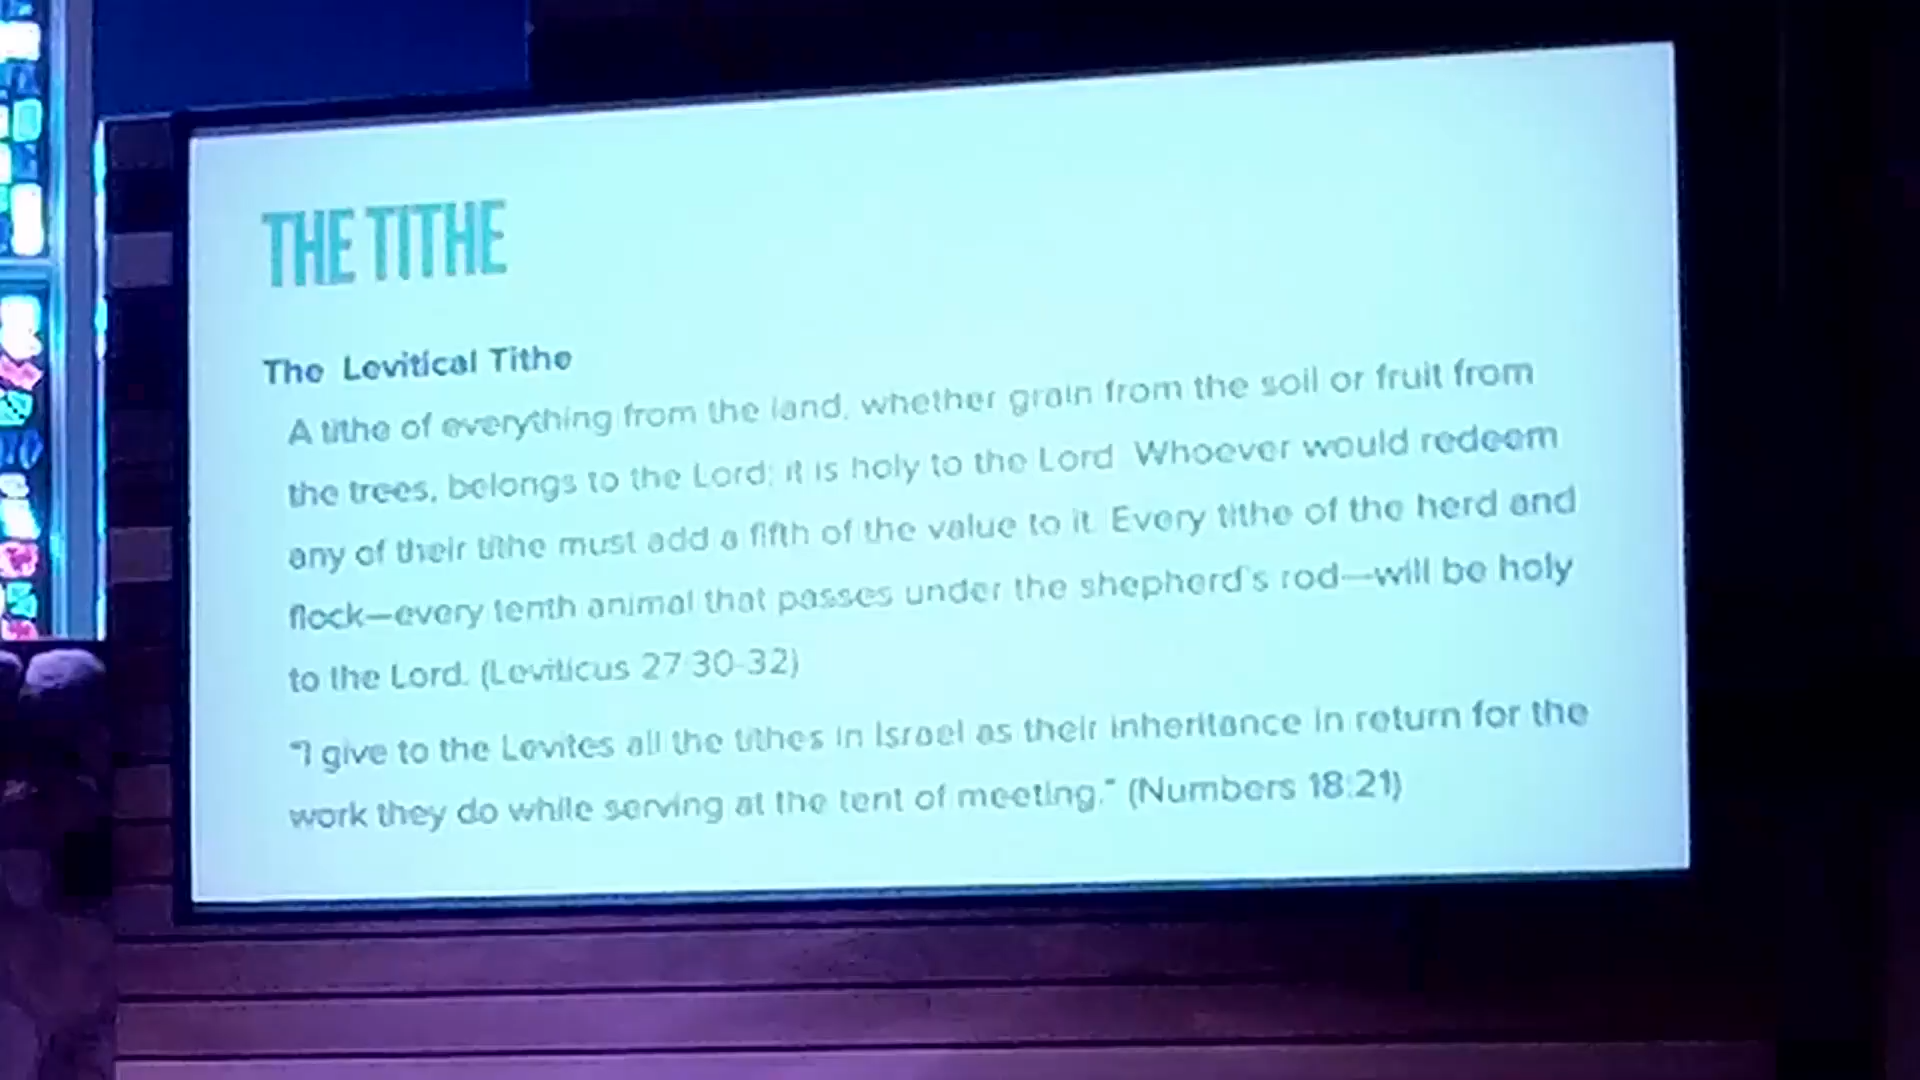 THE TITHE
The Levitical Tithe
A tithe of everything from the land, whether grain from the soil or fruit from
the trees, belongs to the Lord; it is holy to the Lord. Whoever would redeem
any of their tithe must add a fifth of the value to it. Every tithe of the herd and
flock—every tenth animal that passes under the shepherd's rod—will be holy
to the Lord. (Leviticus 27:30-32)
"I give to the Levites all the tithes in Israel as their inheritance in return for the
work they do while serving at the tent of meeting." (Numbers 18:21)